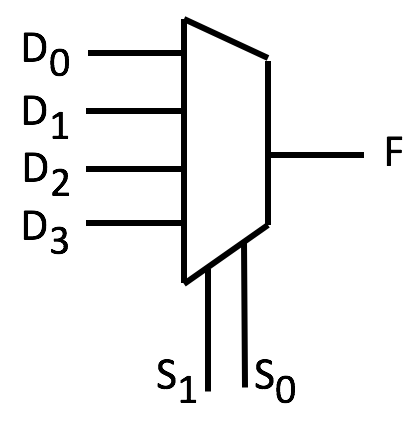 D₀
D₁
D₂
D₃
F
S₁ S₀